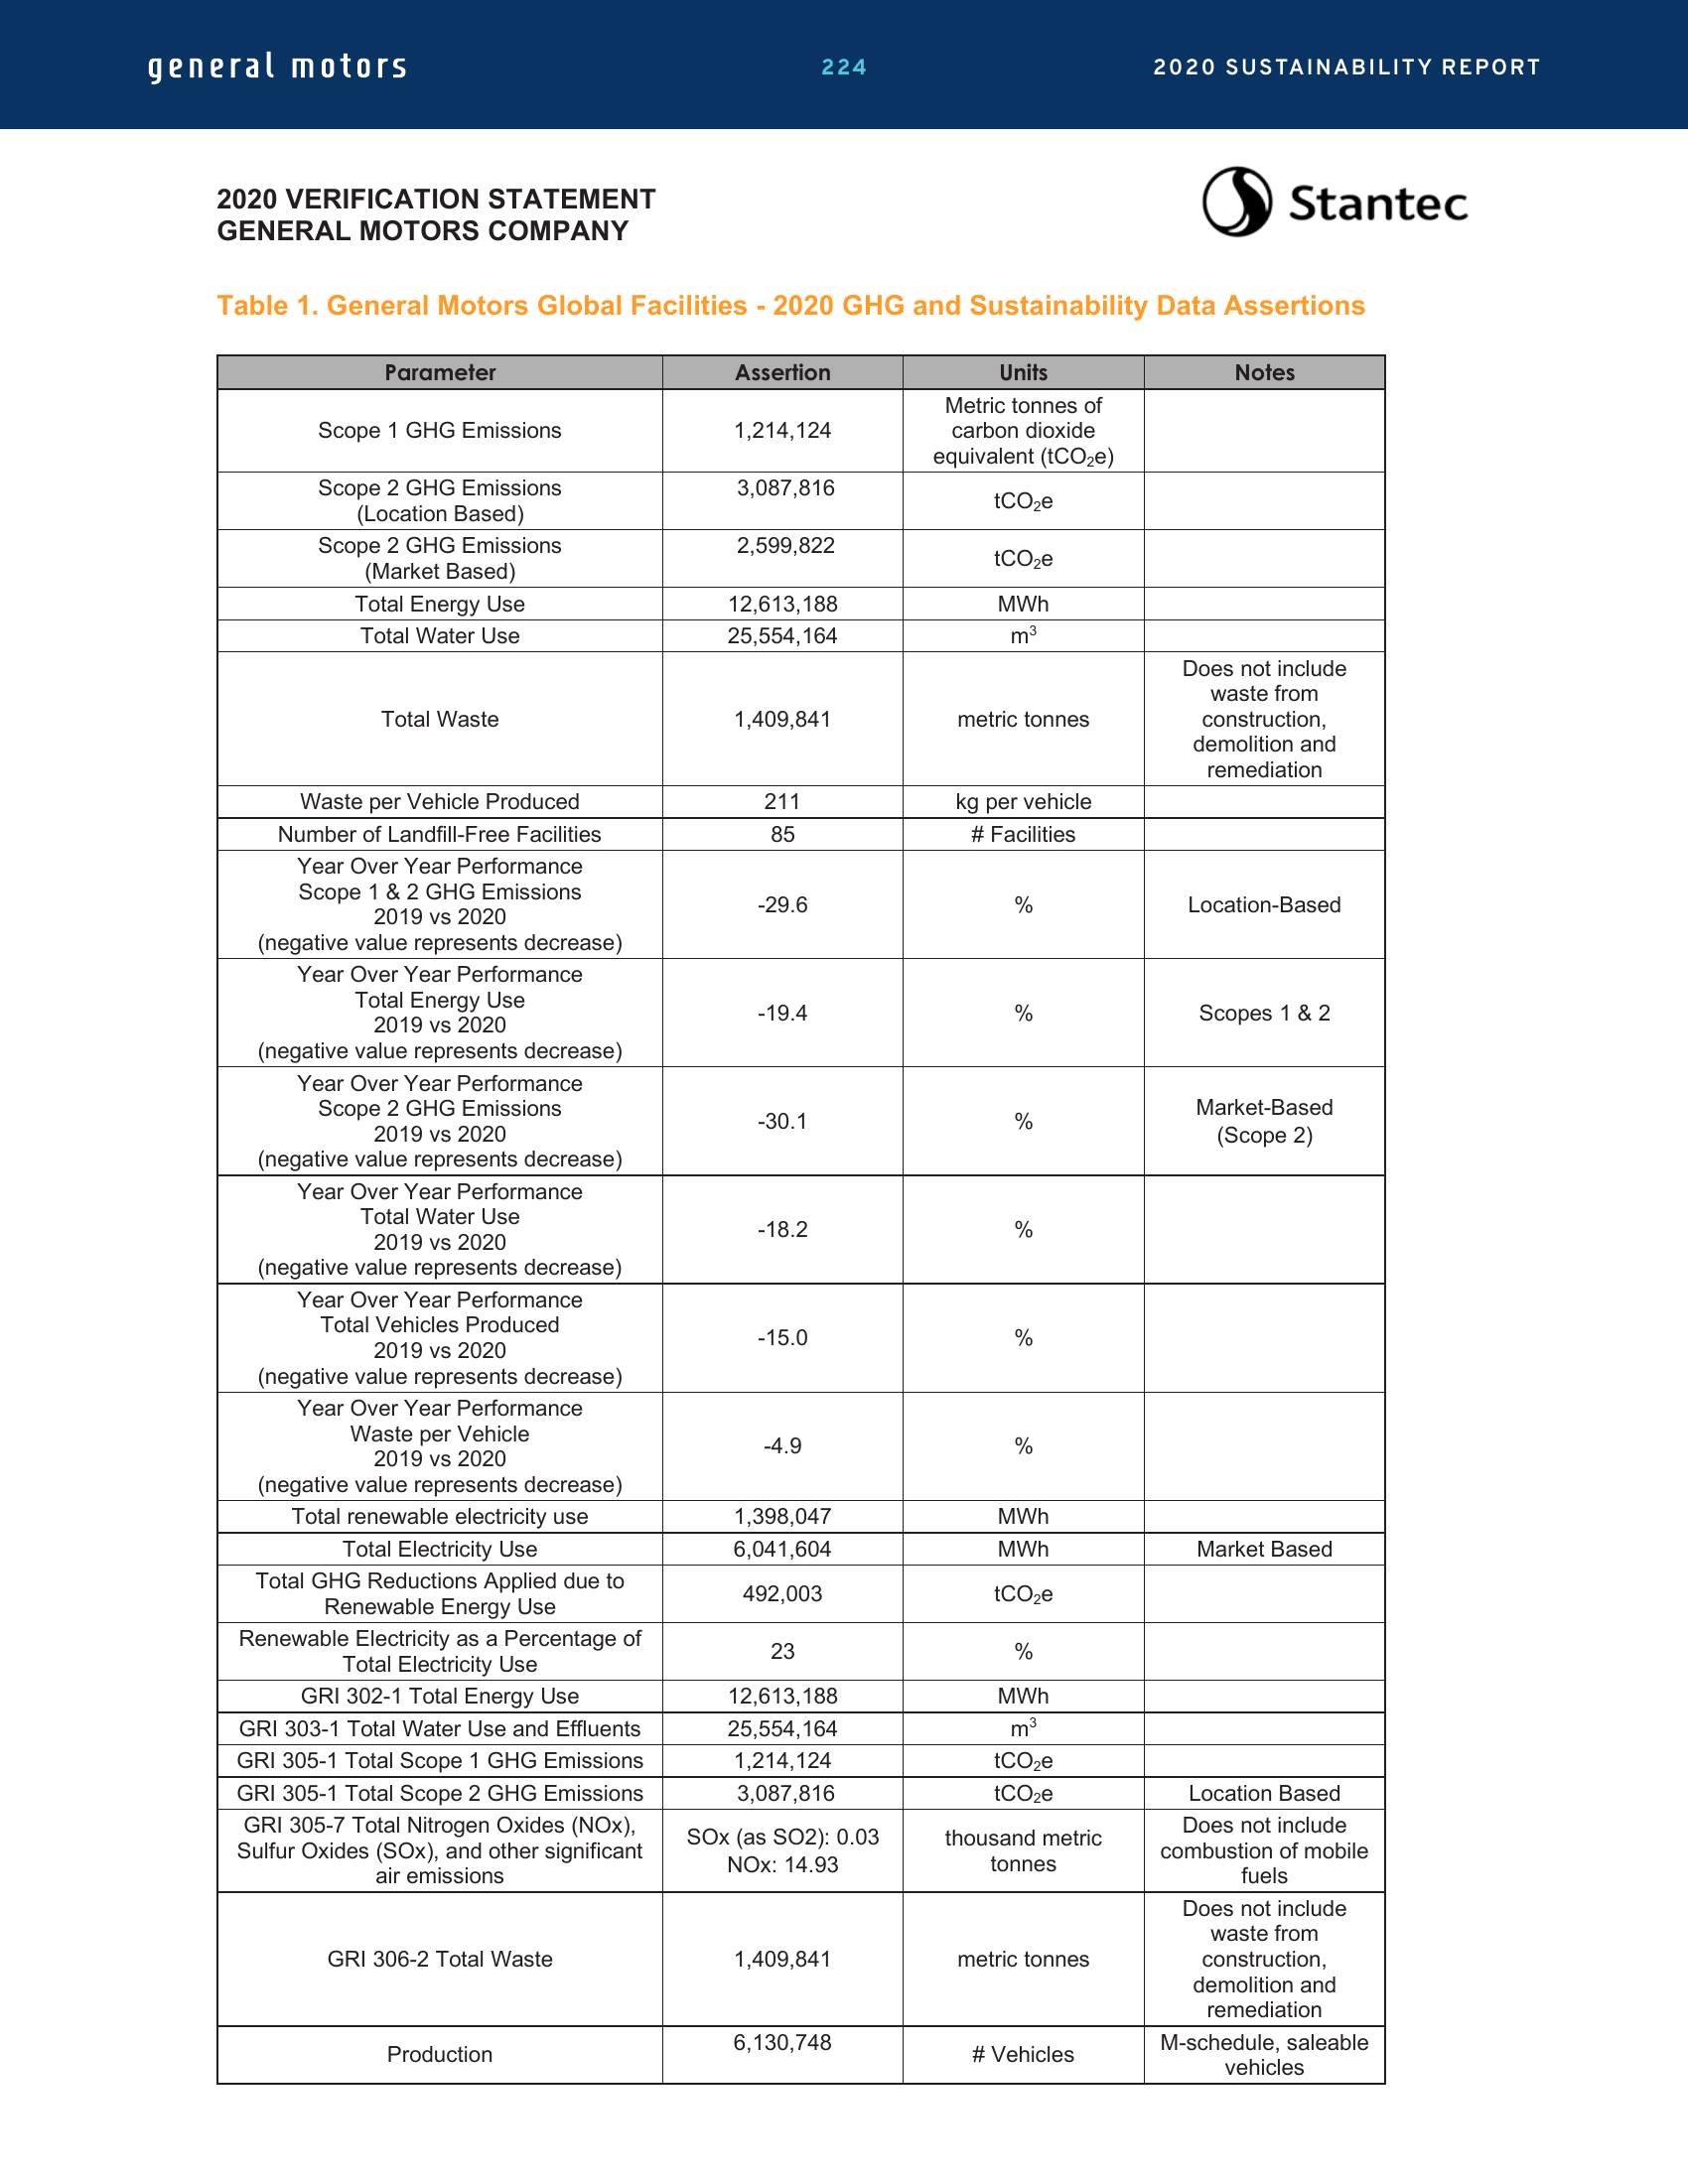 general motors
224
2020 SUSTAINABILITY REPORT
2020 VERIFICATION STATEMENT
GENERAL MOTORS COMPANY
Stantec
Table 1. General Motors Global Facilities - 2020 GHG and Sustainability Data Assertions
Parameter Assertion Units Notes
Scope 1 GHG Emissions 1,214,124
Metric tonnes of
carbon dioxide
equivalent (tCO₂e)
Scope 2 GHG Emissions
(Location Based)
3,087,816
tCO₂e
Scope 2 GHG Emissions
(Market Based)
2,599,822
tCO₂e
Total Energy Use 12,613,188 MWh
Total Water Use 25,554,164 m³
Total Waste 1,409,841 metric tonnes
Does not include
waste from
construction,
demolition and
remediation
Waste per Vehicle Produced 211 kg per vehicle
Number of Landfill-Free Facilities 85 # Facilities
Year Over Year Performance
Scope 1 & 2 GHG Emissions
2019 vs 2020
(negative value represents decrease)
-29.6 % Location-Based
Year Over Year Performance
Total Energy Use
2019 vs 2020
(negative value represents decrease)
-19.4 % Scopes 1 & 2
Year Over Year Performance
Scope 2 GHG Emissions
2019 vs 2020
(negative value represents decrease)
-30.1 %
Market-Based
(Scope 2)
Year Over Year Performance
Total Water Use
2019 vs 2020
(negative value represents decrease)
-18.2 %
Year Over Year Performance
Total Vehicles Produced
2019 vs 2020
(negative value represents decrease)
-15.0 %
Year Over Year Performance
Waste per Vehicle
2019 vs 2020
(negative value represents decrease)
-4.9 %
Total renewable electricity use 1,398,047 MWh
Total Electricity Use 6,041,604 MWh Market Based
Total GHG Reductions Applied due to
Renewable Energy Use
492,003 tCO₂e
Renewable Electricity as a Percentage of
Total Electricity Use
23 %
GRI 302-1 Total Energy Use 12,613,188 MWh
GRI 303-1 Total Water Use and Effluents 25,554,164 m³
GRI 305-1 Total Scope 1 GHG Emissions 1,214,124 tCO₂e
GRI 305-1 Total Scope 2 GHG Emissions 3,087,816 tCO₂e Location Based
GRI 305-7 Total Nitrogen Oxides (NOx),
Sulfur Oxides (SOx), and other significant
air emissions
SOx (as SO2): 0.03
NOx: 14.93
thousand metric
tonnes
Does not include
combustion of mobile
fuels
GRI 306-2 Total Waste 1,409,841 metric tonnes
Does not include
waste from
construction,
demolition and
remediation
Production
6,130,748
# Vehicles
M-schedule, saleable
vehicles